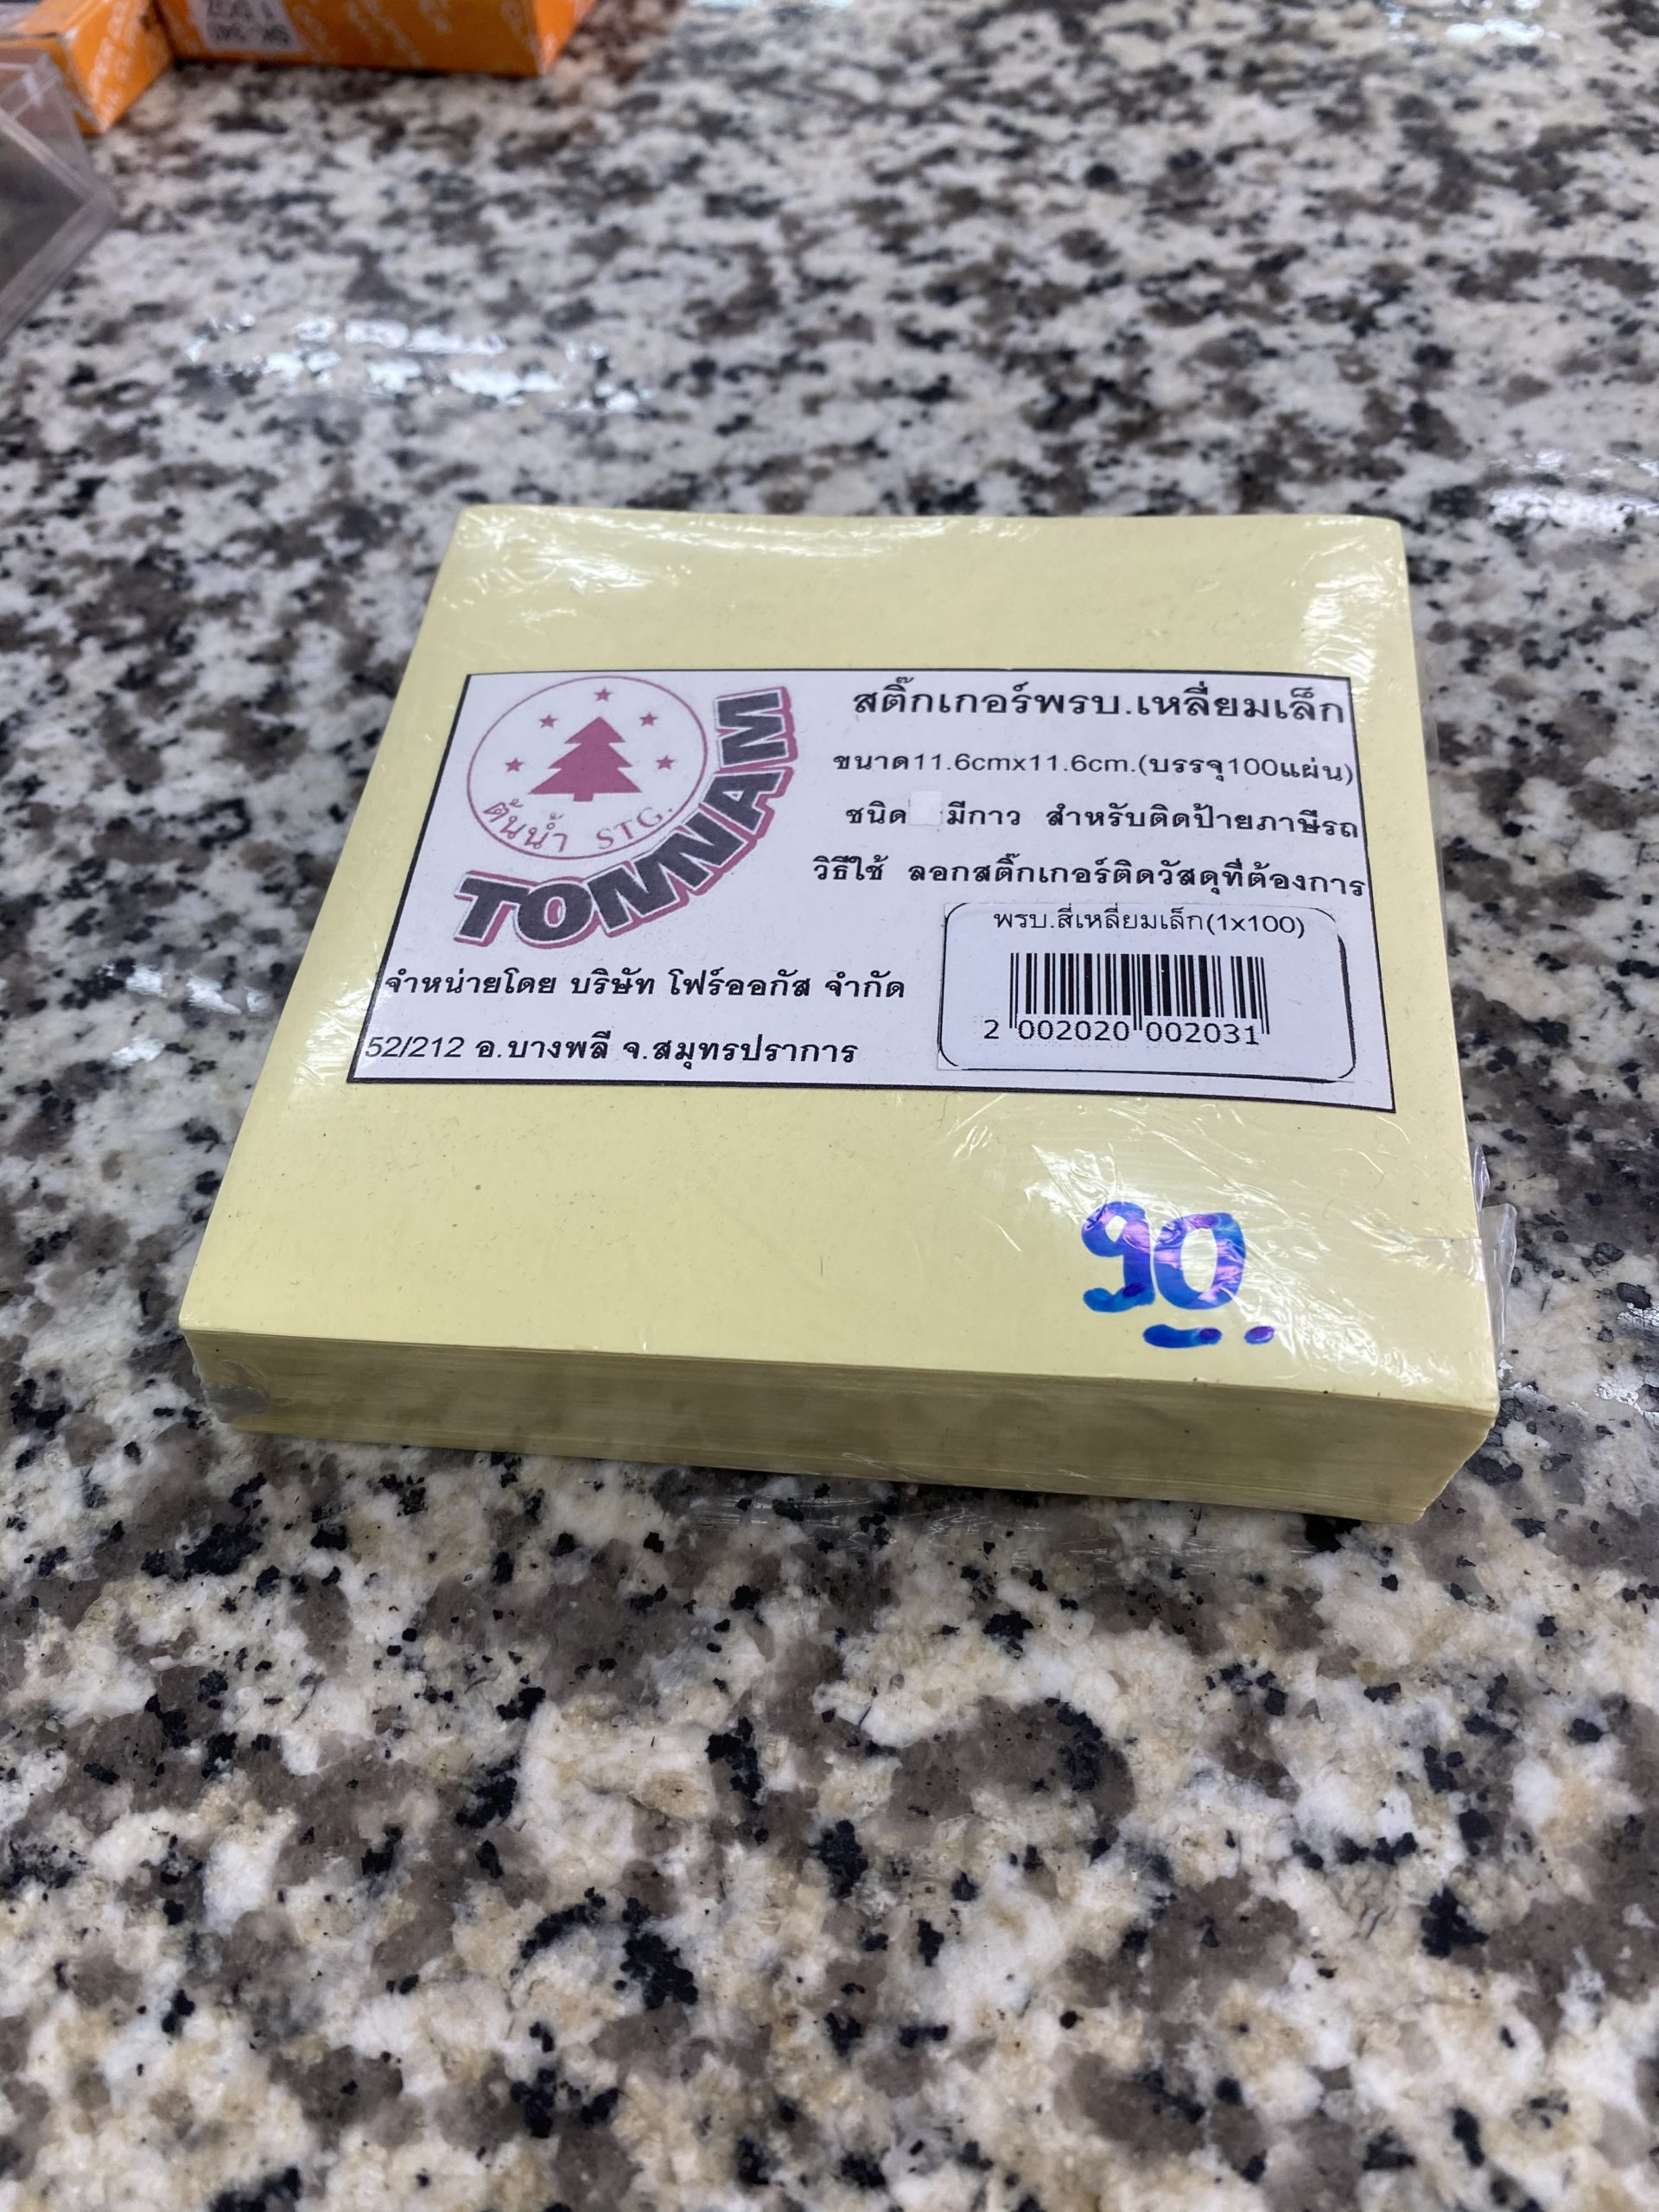 ต้นน้ำ STG.
TOMNAM
สติ๊กเกอร์พรบ.เหลี่ยมเล็ก
ขนาด11.6cmx11.6cm.(บรรจุ100แผ่น)
ชนิด มีกาว สำหรับติดป้ายภาษีรถ
วิธีใช้ ลอกสติ๊กเกอร์ติดวัสดุที่ต้องการ
พรบ.สี่เหลี่ยมเล็ก(1x100)
2 002020 002031
จำหน่ายโดย บริษัท โฟร์ออกัส จำกัด
52/212 อ.บางพลี จ.สมุทรปราการ
90.-